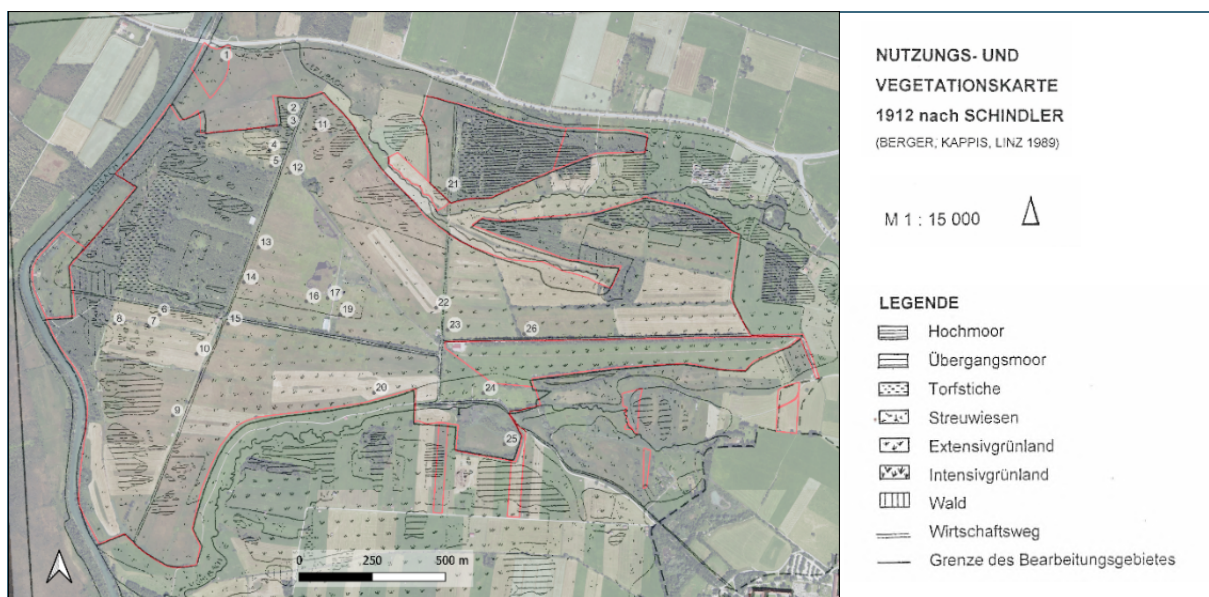 1
2
3
11
4
5
12
21
13
14
16
17
19
6
8
7
15
22
23
26
10
20
24
9
25
0
250
500 m
NUTZUNGS- UND
VEGETATIONSKARTE
1912 nach SCHINDLER
(BERGER, KAPPIS, LINZ 1989)
M 1 : 15 000
LEGENDE
Hochmoor
Übergangsmoor
Torfstiche
Streuwiesen
Extensivgrünland
Intensivgrünland
Wald
Wirtschaftsweg
Grenze des Bearbeitungsgebietes